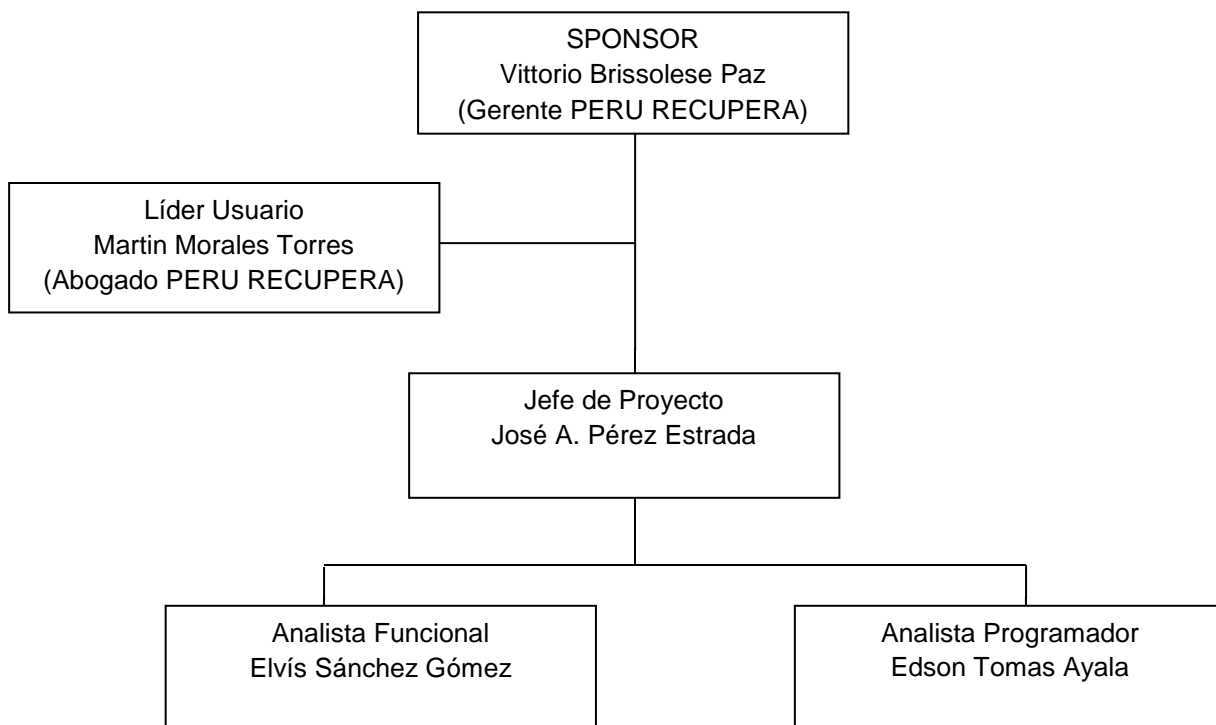 SPONSOR
Vittorio Brissolese Paz
(Gerente PERU RECUPERA)
Líder Usuario
Martin Morales Torres
(Abogado PERU RECUPERA)
Jefe de Proyecto
José A. Pérez Estrada
Analista Funcional
Elvís Sánchez Gómez
Analista Programador
Edson Tomas Ayala